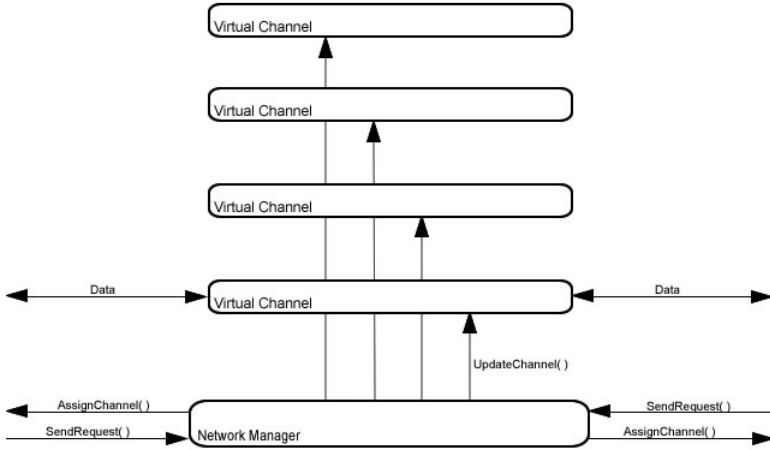 Virtual Channel
Virtual Channel
Virtual Channel
Data
Data
Virtual Channel
UpdateChannel( )
AssignChannel( )
SendRequest( )
SendRequest( )
Network Manager
AssignChannel( )